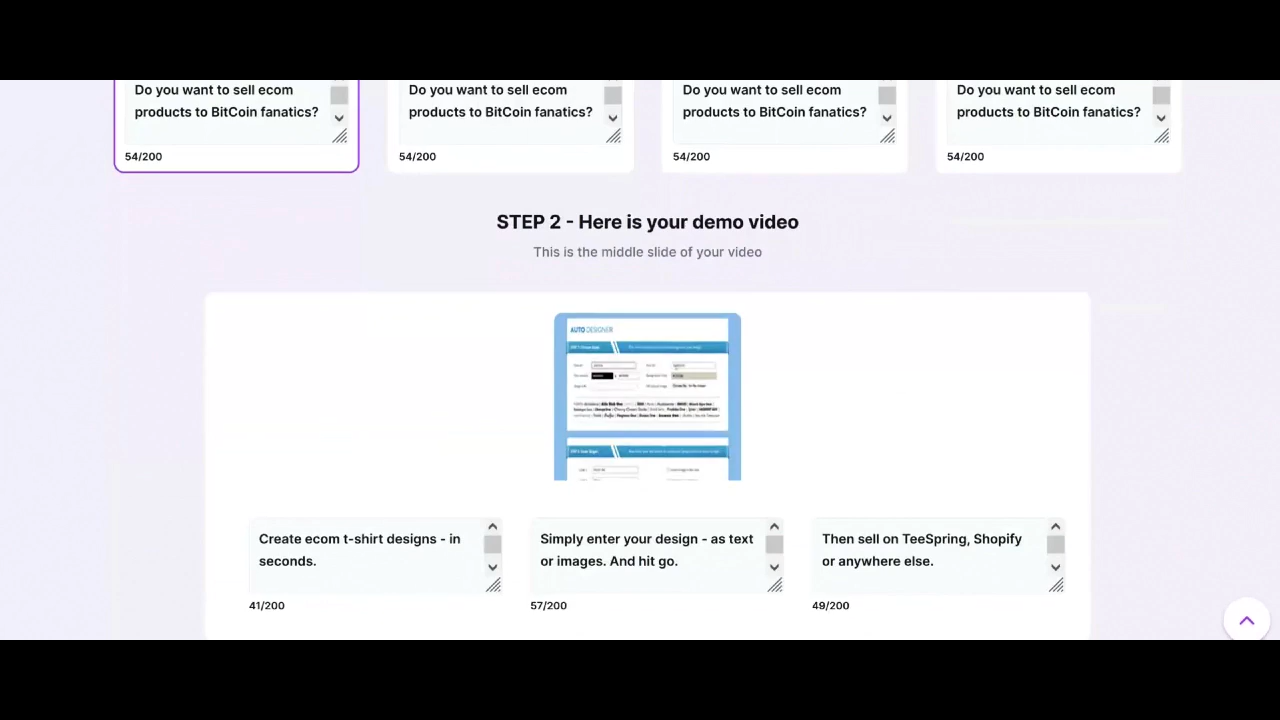 Do you want to sell ecom
products to BitCoin fanatics?
54/200
Do you want to sell ecom
products to BitCoin fanatics?
54/200
Do you want to sell ecom
products to BitCoin fanatics?
54/200
Do you want to sell ecom
products to BitCoin fanatics?
54/200
STEP 2 - Here is your demo video
This is the middle slide of your video
AUTO DESIGNER
Create ecom t-shirt designs - in
seconds.
41/200
Simply enter your design - as text
or images. And hit go.
57/200
Then sell on TeeSpring, Shopify
or anywhere else.
49/200